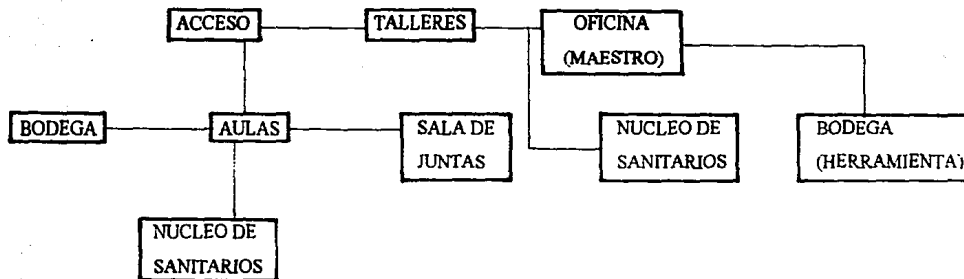 ACCESO
TALLERES
OFICINA
(MAESTRO)
BODEGA
AULAS
SALA DE
JUNTAS
NUCLEO DE
SANITARIOS
BODEGA
(HERRAMIENTA)
NUCLEO DE
SANITARIOS